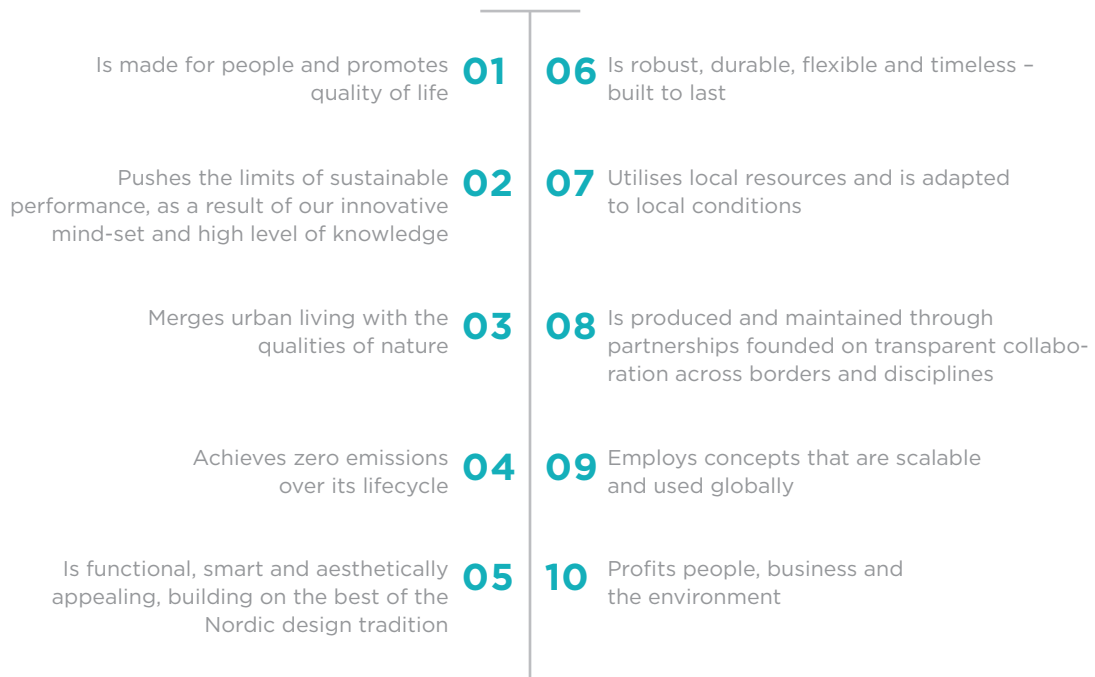 01
Is made for people and promotes
quality of life
02
Pushes the limits of sustainable
performance, as a result of our innovative
mind-set and high level of knowledge
03
Merges urban living with the
qualities of nature
04
Achieves zero emissions
over its lifecycle
05
Is functional, smart and aesthetically
appealing, building on the best of the
Nordic design tradition
06
Is robust, durable, flexible and timeless –
built to last
07
Utilises local resources and is adapted
to local conditions
08
Is produced and maintained through
partnerships founded on transparent collabo-
ration across borders and disciplines
09
Employs concepts that are scalable
and used globally
10
Profits people, business and
the environment